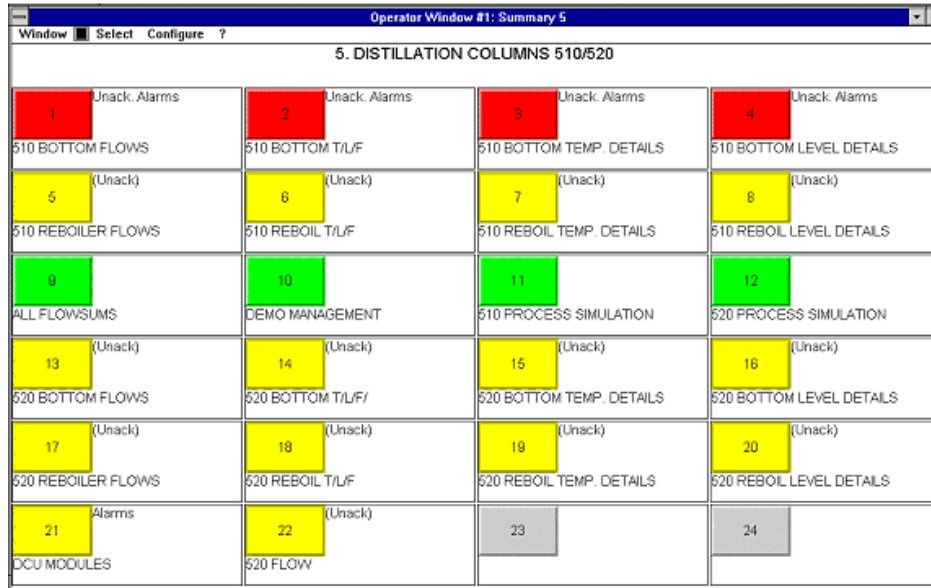 Operator Window #1: Summary 5
Window Select Configure ?
5. DISTILLATION COLUMNS 510/520
1 Unack. Alarms
510 BOTTOM FLOWS
2 Unack. Alarms
510 BOTTOM T/L/F
3 Unack. Alarms
510 BOTTOM TEMP. DETAILS
4 Unack. Alarms
510 BOTTOM LEVEL DETAILS
5 (Unack)
510 REBOILER FLOWS
6 (Unack)
510 REBOIL T/L/F
7 (Unack)
510 REBOIL TEMP. DETAILS
8 (Unack)
510 REBOIL LEVEL DETAILS
9
ALL FLOWSUMS
10
DEMO MANAGEMENT
11
510 PROCESS SIMULATION
12
520 PROCESS SIMULATION
13 (Unack)
520 BOTTOM FLOWS
14 (Unack)
520 BOTTOM T/L/F/
15 (Unack)
520 BOTTOM TEMP. DETAILS
16 (Unack)
520 BOTTOM LEVEL DETAILS
17 (Unack)
520 REBOILER FLOWS
18 (Unack)
520 REBOIL T/L/F
19 (Unack)
520 REBOIL TEMP. DETAILS
20 (Unack)
520 REBOIL LEVEL DETAILS
21 Alarms
DCU MODULES
22 (Unack)
520 FLOW
23
24